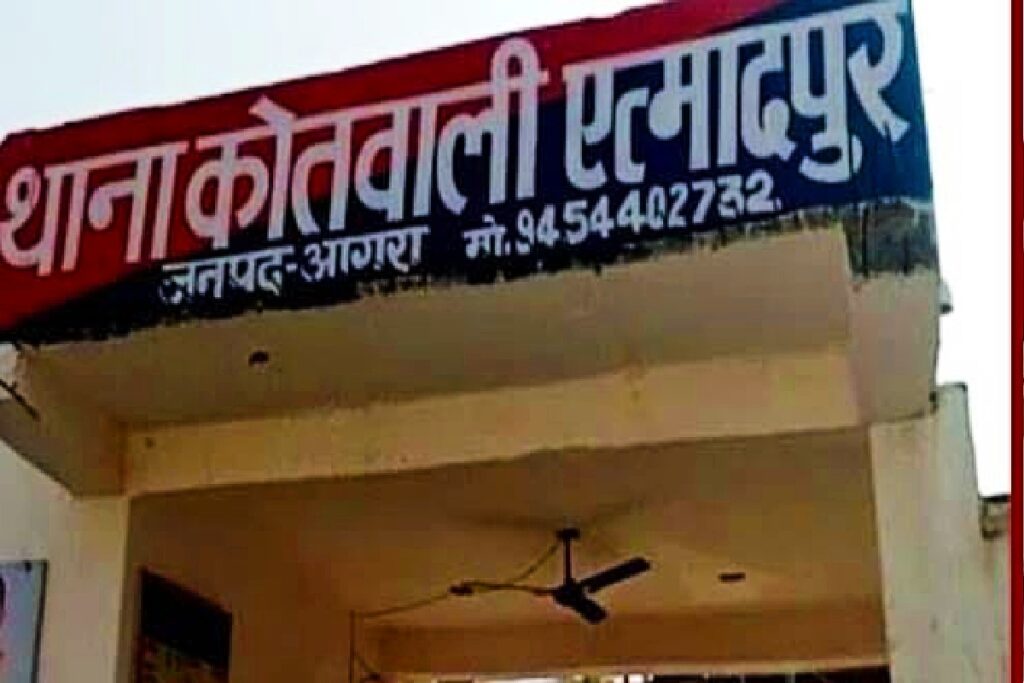 थाना कोतवाली एत्मादपुर
जनपद-आगरा मो.9454402732